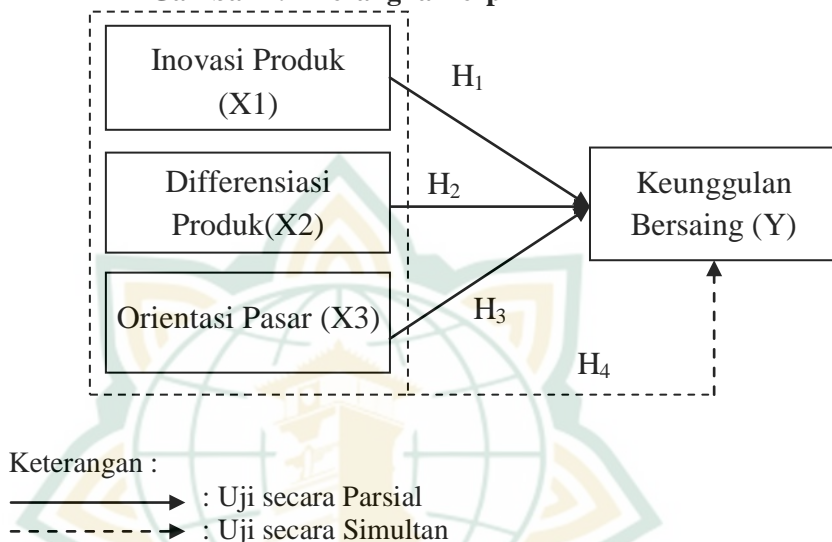 Inovasi Produk
(X1)
H₁
Differensiasi
Produk(X2)
H₂
Keunggulan
Bersaing (Y)
Orientasi Pasar (X3)
H₃
H₄
Keterangan :
: Uji secara Parsial
: Uji secara Simultan